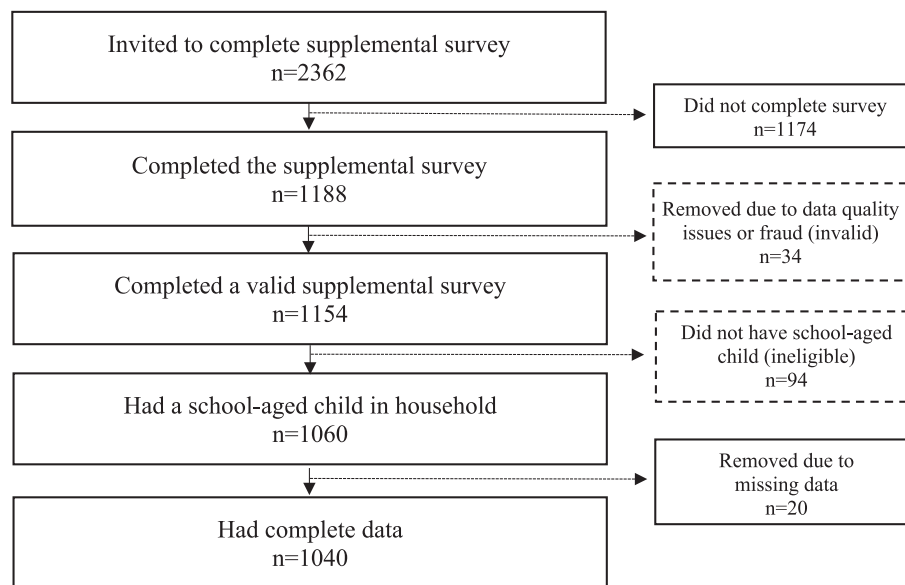 Invited to complete supplemental survey
n=2362
Did not complete survey
n=1174
Completed the supplemental survey
n=1188
Removed due to data quality
issues or fraud (invalid)
n=34
Completed a valid supplemental survey
n=1154
Did not have school-aged
child (ineligible)
n=94
Had a school-aged child in household
n=1060
Removed due to
missing data
n=20
Had complete data
n=1040